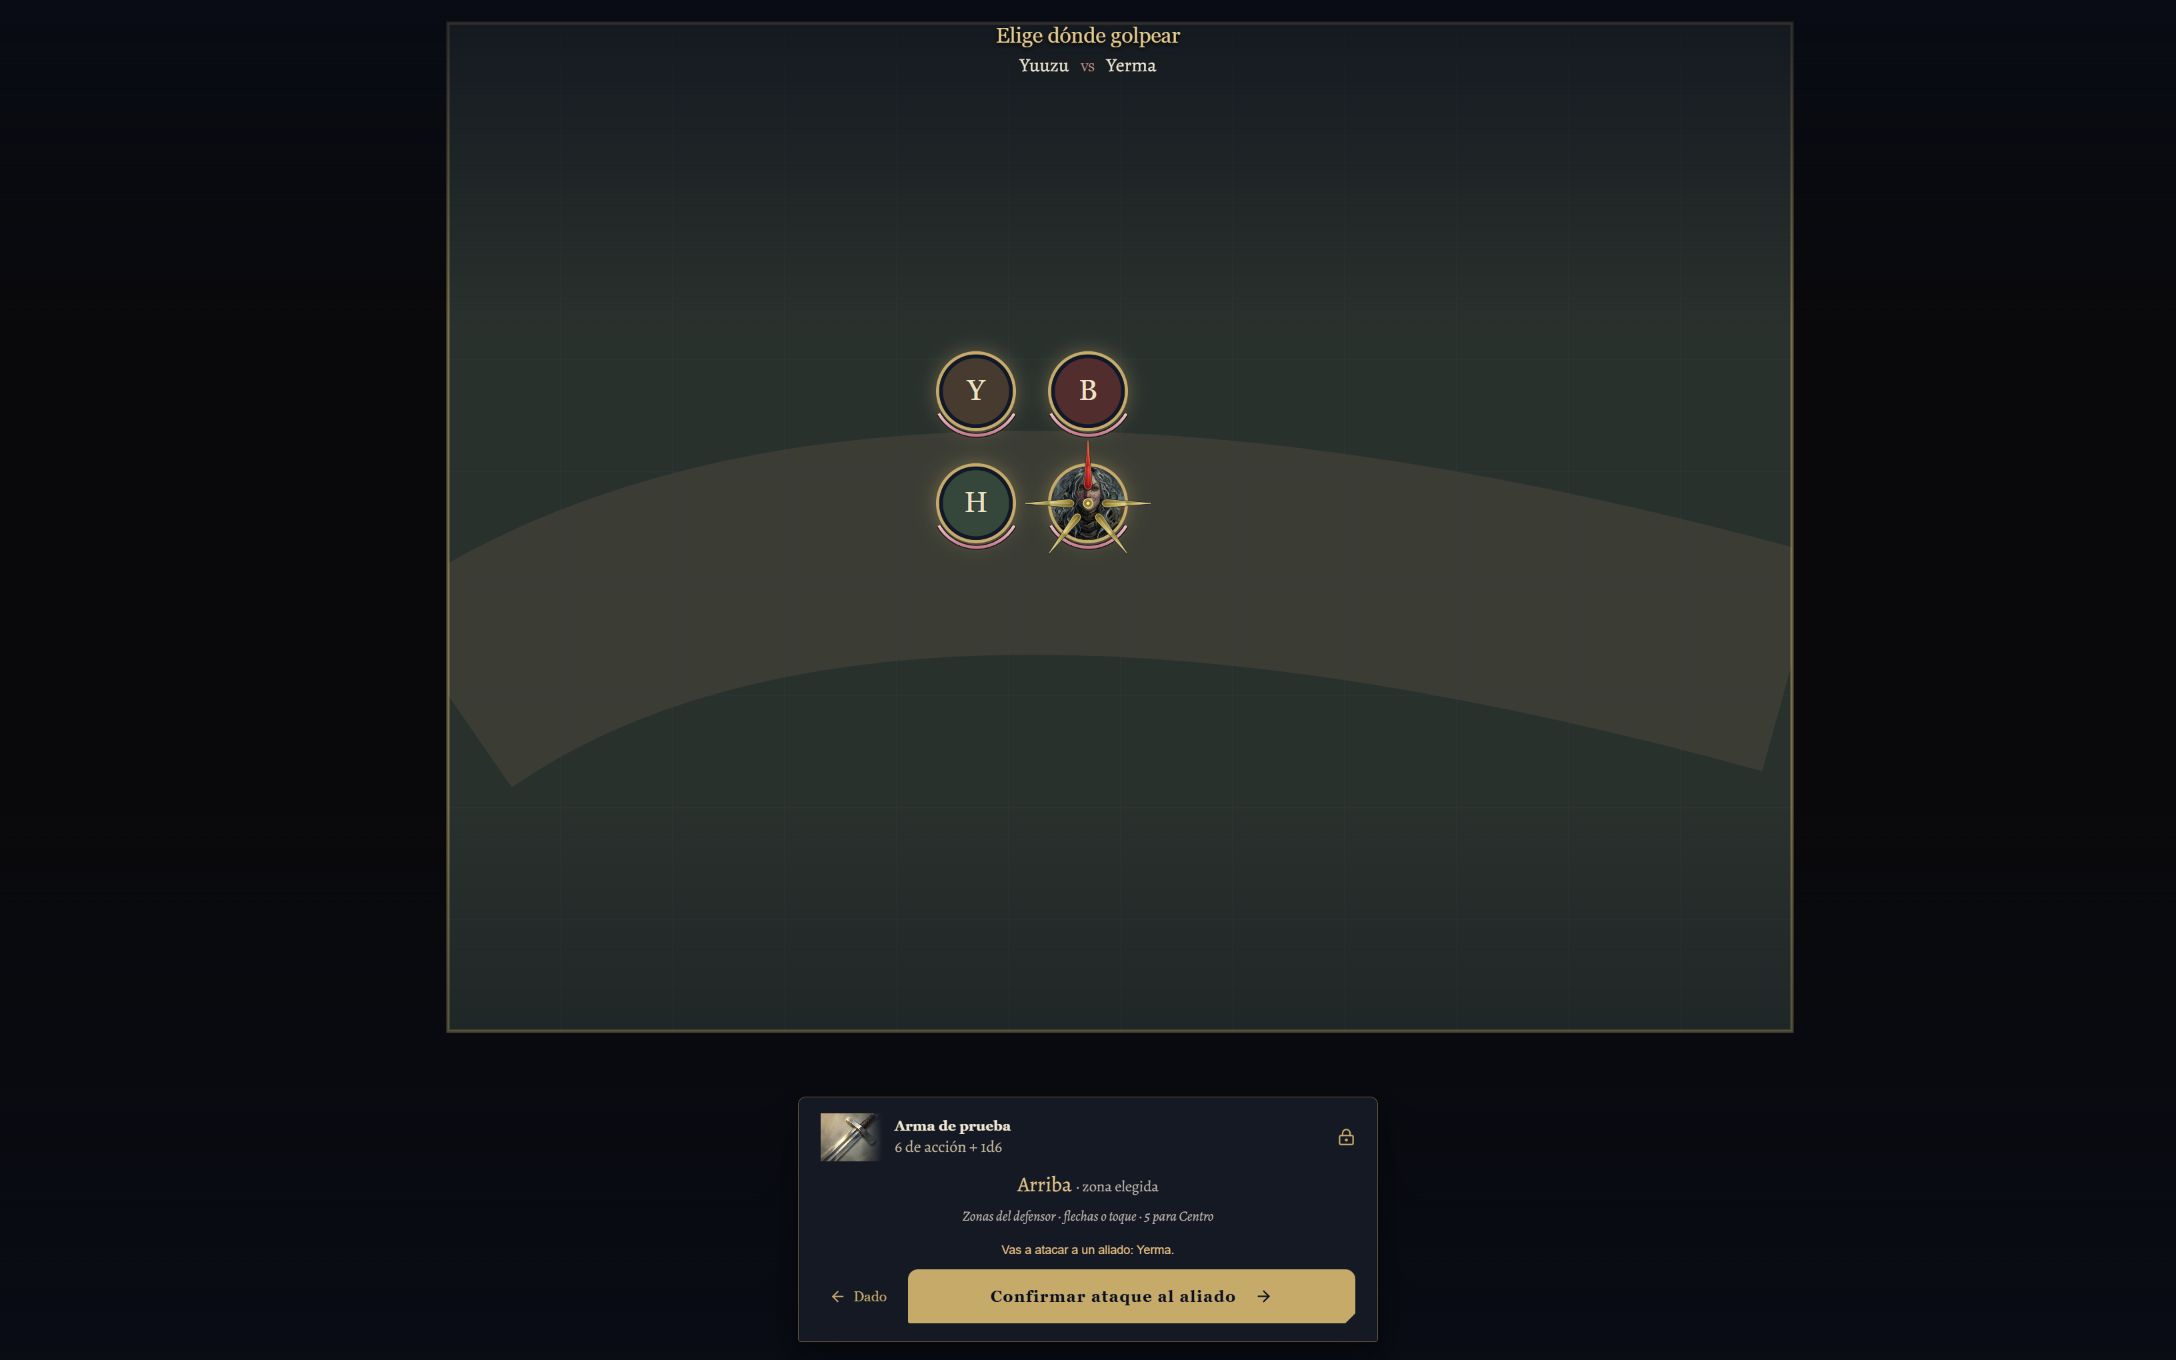 Elige dónde golpear
Yuuzu vs Yerma
Y
B
H
Arma de prueba
6 de acción + 1d6
Arriba · zona elegida
Zonas del defensor · flechas o toque · 5 para Centro
Vas a atacar a un aliado: Yerma.
← Dado
Confirmar ataque al aliado →